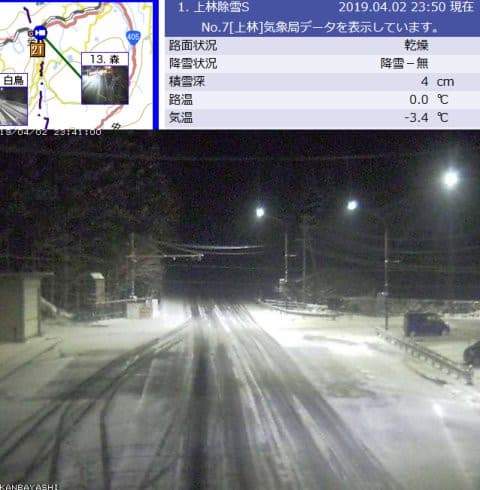 1. 上林除雪S 2019.04.02 23:50 現在
No.7[上林]気象局データを表示しています。
路面状況 乾燥
降雪状況 降雪－無
積雪深 4 cm
路温 0.0 ℃
気温 -3.4 ℃
405
21
13. 森
白鳥
19/04/02 23:41:00
KANBAYASHI